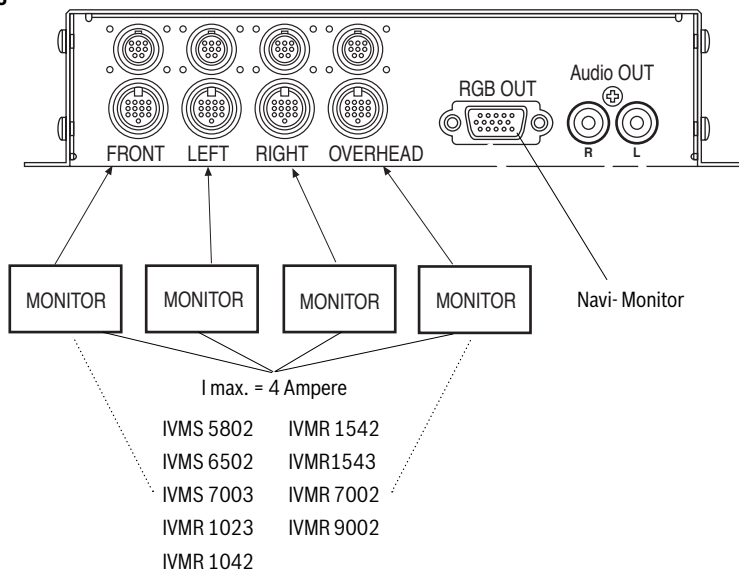 RGB OUT
Audio OUT
R L
FRONT LEFT RIGHT OVERHEAD
MONITOR MONITOR MONITOR MONITOR
Navi- Monitor
I max. = 4 Ampere
IVMS 5802 IVMR 1542
IVMS 6502 IVMR1543
IVMS 7003 IVMR 7002
IVMR 1023 IVMR 9002
IVMR 1042